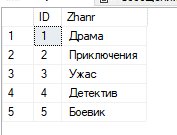 ID Zhanr
1 1 Драма
2 2 Приключения
3 3 Ужас
4 4 Детектив
5 5 Боевик